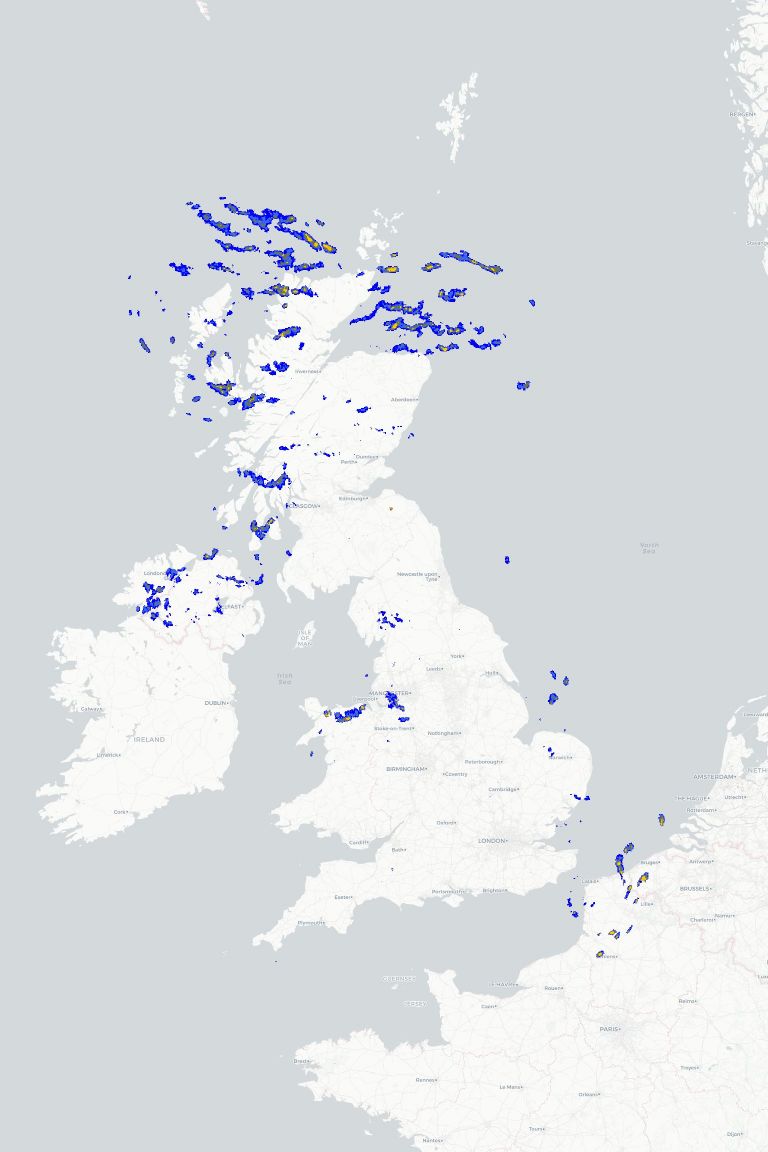 BERGEN
Inverness
Aberdeen
Dundee
Perth
Edinburgh
GLASGOW
North
Sea
Newcastle upon
Tyne
BELFAST
ISLE
OF
MAN
York
Leeds
Hull
Irish
Sea
MANCHESTER
Liverpool
DUBLIN
Galway
Stoke-on-Trent
Nottingham
IRELAND
Limerick
Norwich
BIRMINGHAM
Coventry
Peterborough
AMSTERDAM
Cambridge
THE HAGUE
Utrecht
Rotterdam
Cork
Oxford
LONDON
Cardiff
Bath
Bruges
Antwerp
Calais
BRUSSELS
Portsmouth
Brighton
Exeter
Lille
Charleroi
Namur
Plymouth
GUERNSEY
LE HAVRE
Rouen
Reims
JERSEY
Caen
PARIS
Brest
Troyes
Rennes
Le Mans
Orléans
Tours
Dijon
Nantes